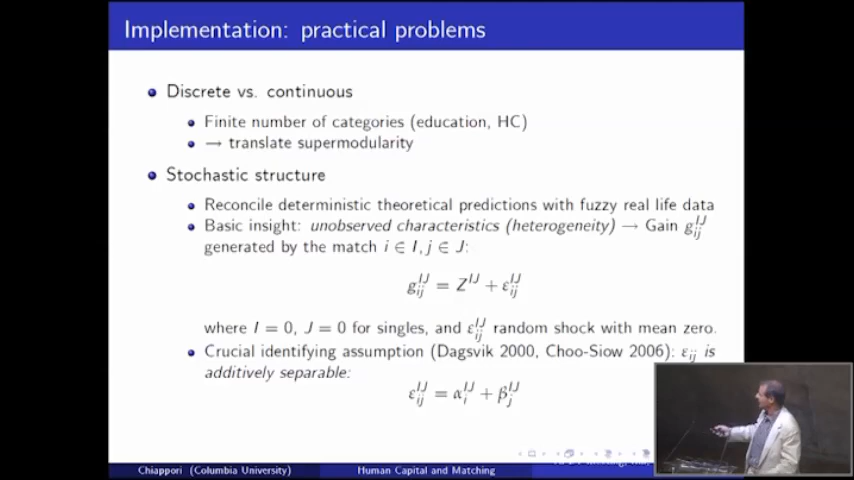 Implementation: practical problems
Discrete vs. continuous
Finite number of categories (education, HC)
→ translate supermodularity
Stochastic structure
Reconcile deterministic theoretical predictions with fuzzy real life data
Basic insight: unobserved characteristics (heterogeneity) → Gain g_{ij}^{IJ}
generated by the match i ∈ I, j ∈ J:
g_{ij}^{IJ} = Z^{IJ} + ε_{ij}^{IJ}
where I = 0, J = 0 for singles, and ε_{ij}^{IJ} random shock with mean zero.
Crucial identifying assumption (Dagsvik 2000, Choo-Siow 2006): ε_{ij} is
additively separable:
ε_{ij}^{IJ} = α_i^{IJ} + β_j^{IJ}
Chiappori (Columbia University) Human Capital and Matching